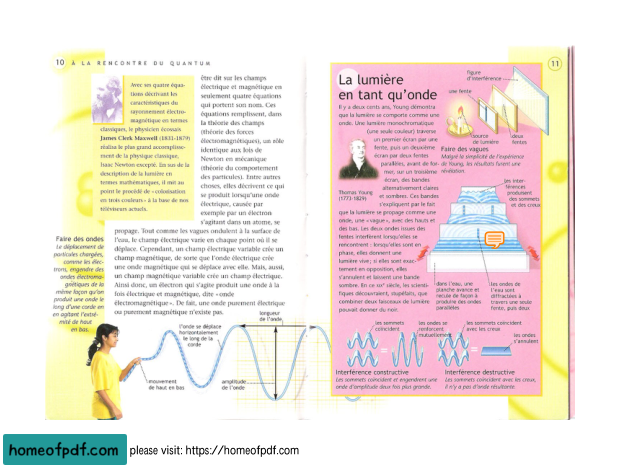 10 À LA RENCONTRE DU QUANTUM
Avec ses quatre équa-
tions décrivant les
caractéristiques du
rayonnement électro-
magnétique en termes
classiques, le physicien écossais
James Clerk Maxwell (1831-1879)
réalisa le plus grand accomplisse-
ment de la physique classique,
Isaac Newton excepté. En sus de la
description de la lumière en
termes mathématiques, il mit au
point le procédé de « colonisation
en trois couleurs » à la base de nos
téléviseurs actuels.
être dit sur les champs
électrique et magnétique en
seulement quatre équations
qui portent son nom. Ces
équations remplissent, dans
la théorie des champs
(théorie des forces
électromagnétiques), un rôle
identique aux lois de
Newton en mécanique
(théorie du comportement
des particules). Entre autres
choses, elles décrivent ce qui
se produit lorsqu'une onde
électrique, causée par
exemple par un électron
s'agitant dans un atome, se
propage. Tout comme les vagues ondulent à la surface de
l'eau, le champ électrique varie en chaque point où il se
déplace. Cependant, un champ électrique variable crée un
champ magnétique, de sorte que l'onde électrique crée
une onde magnétique qui se déplace avec elle. Mais, aussi,
un champ magnétique variable crée un champ électrique.
Ainsi donc, un électron qui s'agite produit une onde à la
fois électrique et magnétique, dite « onde
électromagnétique ». De fait, une onde purement électrique
ou purement magnétique n'existe pas.
Faire des ondes
Le déplacement de
particules chargées,
comme les élec-
trons, engendre des
ondes électroma-
gnétiques de la
même façon qu'on
produit une onde le
long d'une corde en
en agitant l'extré-
mité de haut
en bas.
l'onde se déplace
horizontalement
le long de la
corde
longueur
de l'onde
mouvement
de haut en bas
amplitude
de l'onde
11
La lumière
en tant qu'onde
Il y a deux cents ans, Young démontra
que la lumière se comporte comme une
onde. Une lumière monochromatique
(une seule couleur) traverse
un premier écran par une
fente, puis un deuxième
écran par deux fentes
parallèles, avant de for-
mer, sur un troisième
écran, des bandes
alternativement claires
et sombres. Ces bandes
s'expliquent par le fait
que la lumière se propage comme une
onde, une « vague », avec des hauts et
des bas. Les deux ondes issues des
fentes interfèrent lorsqu'elles se
rencontrent : lorsqu'elles sont en
phase, elles donnent une
lumière vive ; si elles sont exac-
tement en opposition, elles
s'annulent et laissent une bande
sombre. En ce XIXe siècle, les scienti-
fiques découvraient, stupéfaits, que
combiner deux faisceaux de lumière
pouvait donner du noir.
Thomas Young
(1773-1829)
figure
d'interférence
une fente
source
de lumière
deux
fentes
Faire des vagues
Malgré la simplicité de l'expérience
de Young, les résultats furent une
révélation.
les inter-
férences
produisent
des sommets
et des creux
dans l'eau, une
planche avance et
recule de façon à
produire des ondes
parallèles
les ondes de
l'eau sont
diffractées à
travers une seule
fente, puis deux
les sommets
coïncident
les ondes se
renforcent
mutuellement
les sommets coïncident
avec les creux
les ondes
s'annulent
Interférence constructive
Les sommets coïncident et engendrent une
onde d'amplitude deux fois plus grande.
Interférence destructive
Les sommets coïncident avec les creux,
il n'y a pas d'onde résultante.
homeofpdf.com please visit: https://homeofpdf.com